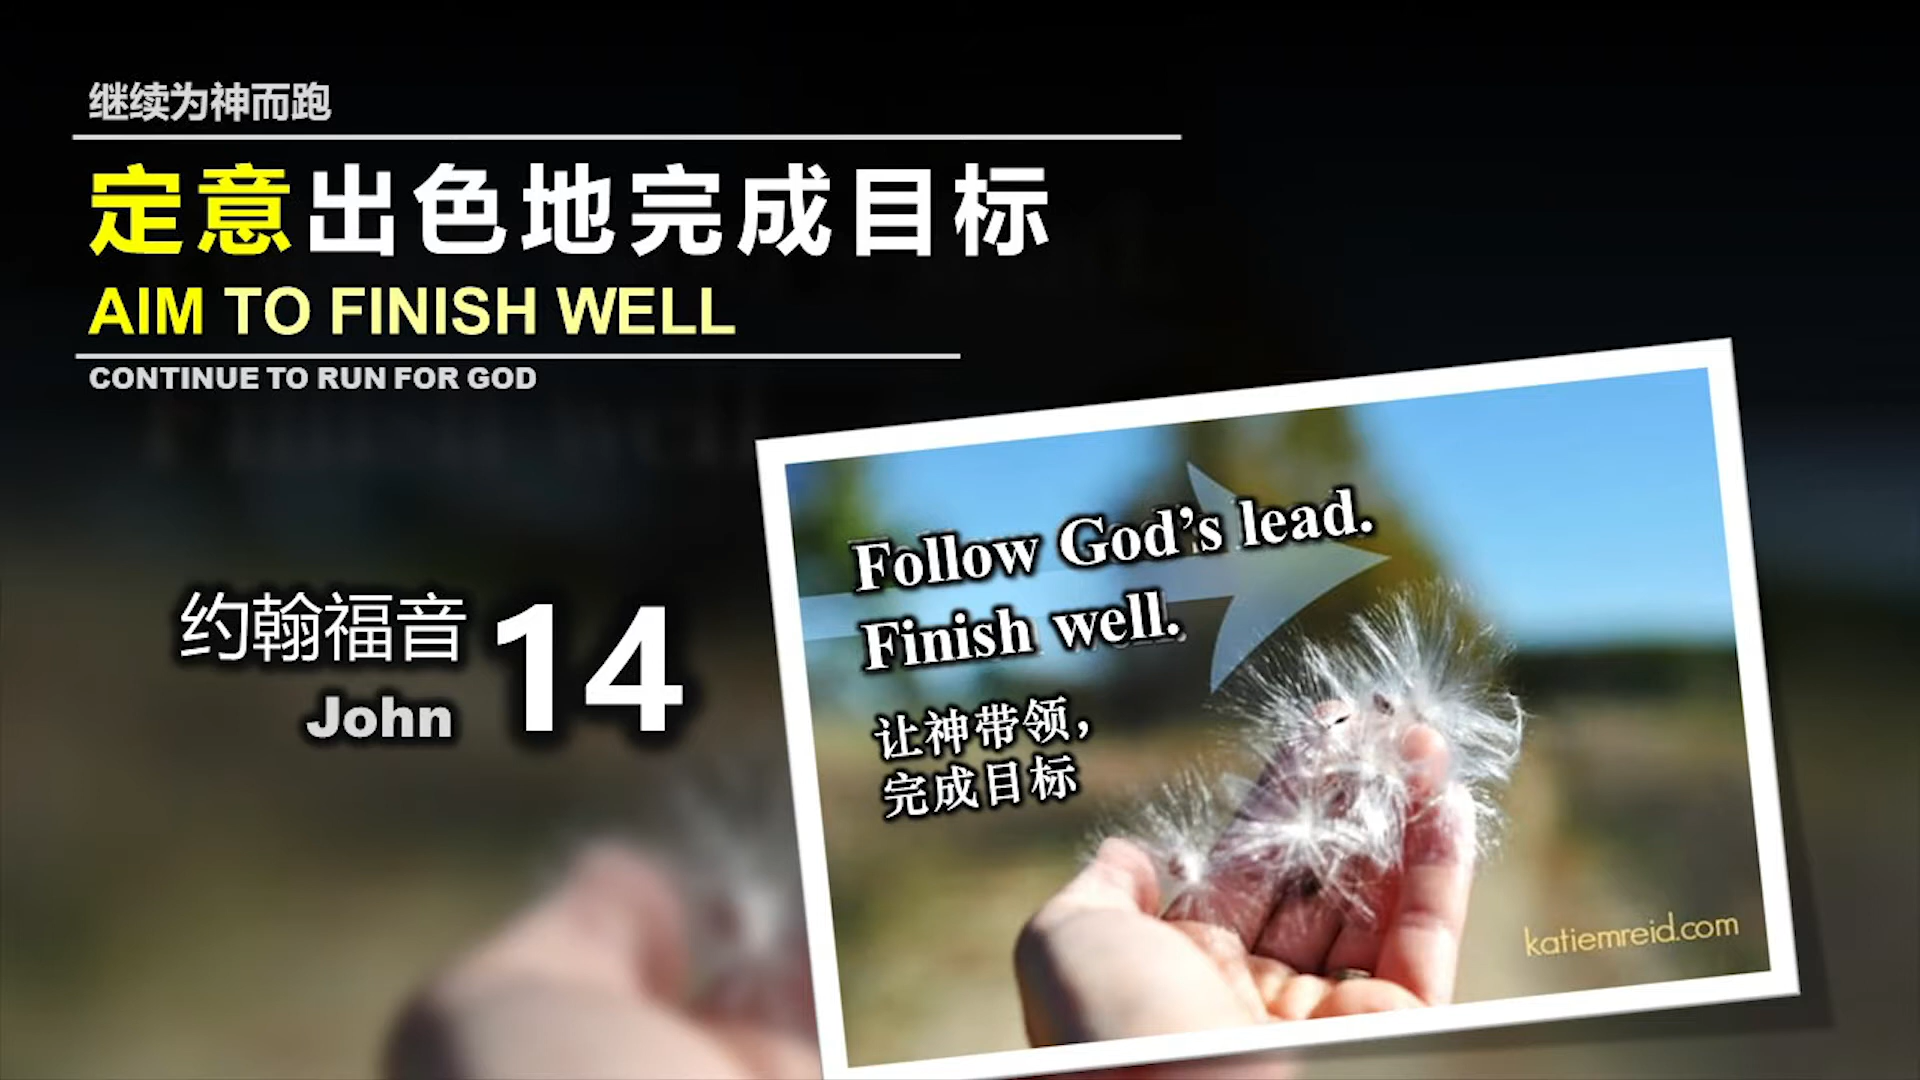 继续为神而跑
定意出色地完成目标
AIM TO FINISH WELL
CONTINUE TO RUN FOR GOD
约翰福音 14
John
Follow God's lead.
Finish well.
让神带领，
完成目标
katiemreid.com